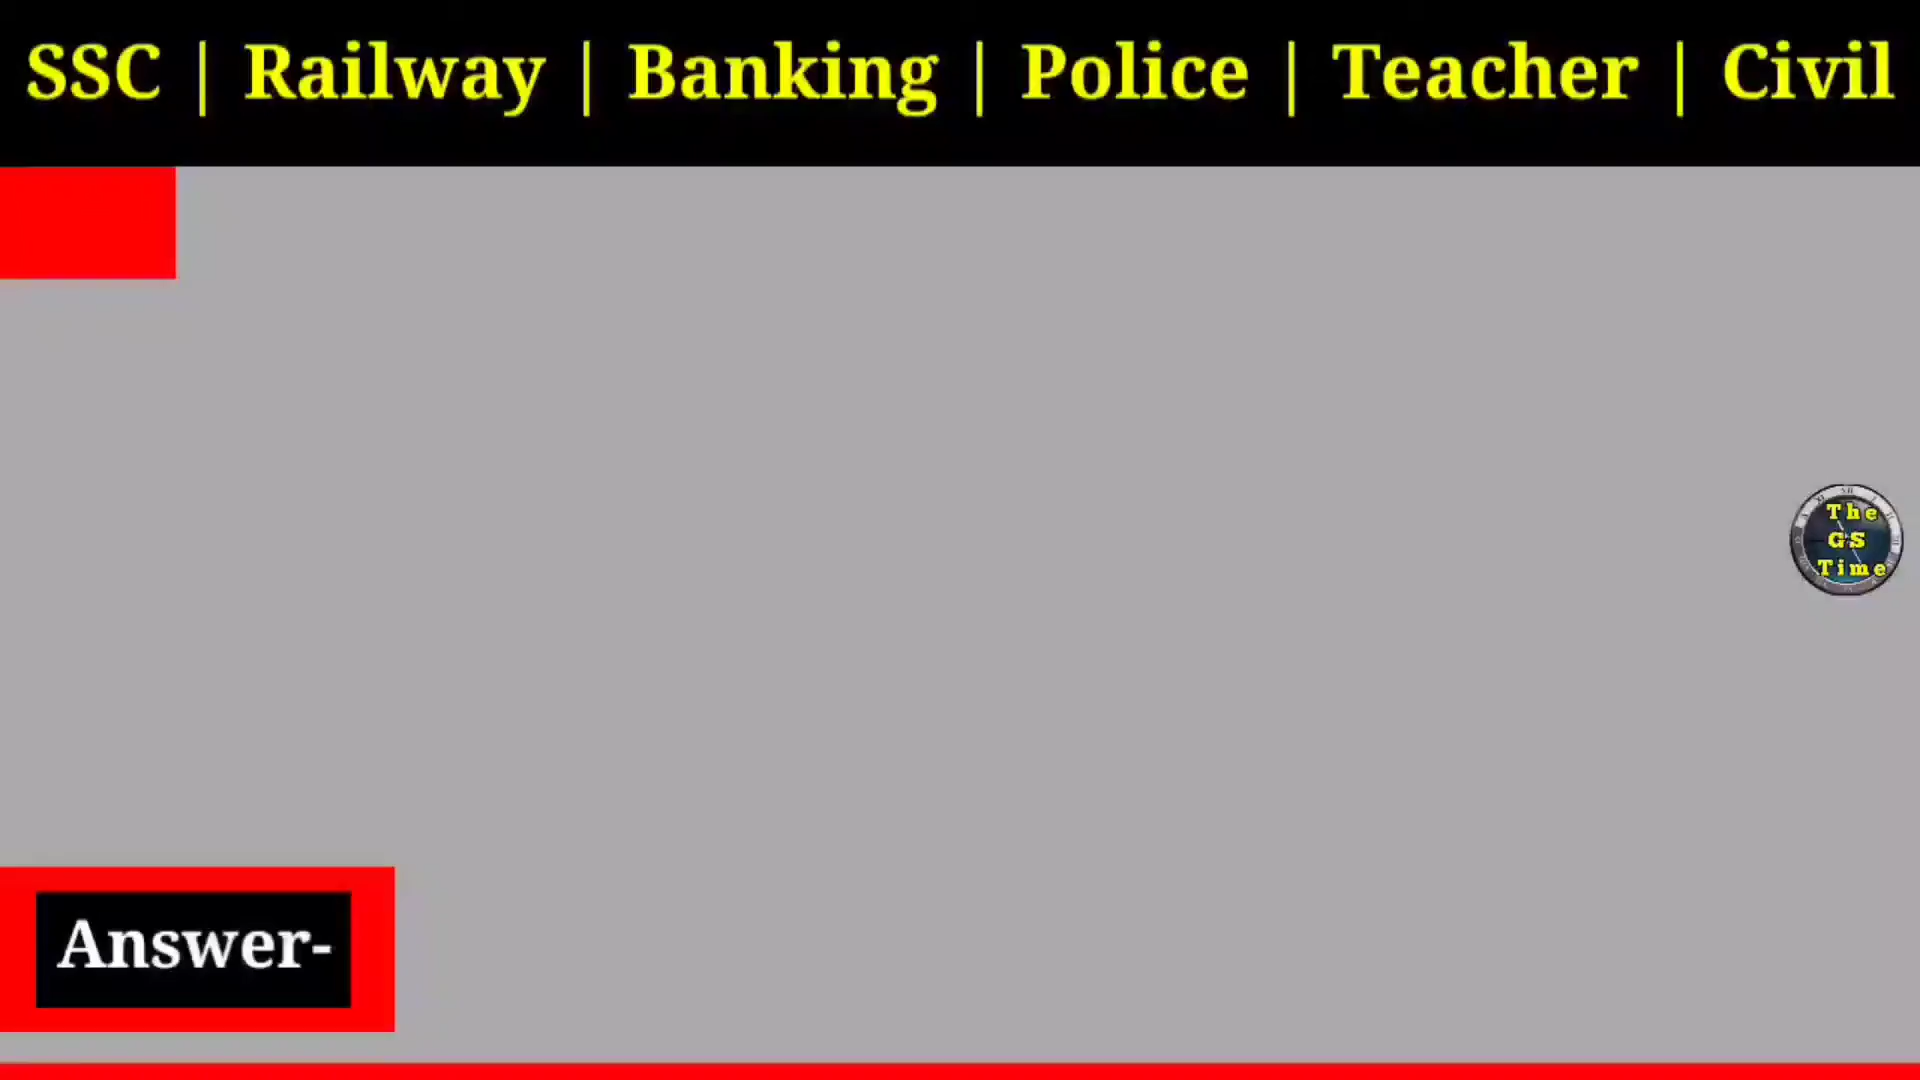 SSC | Railway | Banking | Police | Teacher | Civil
The
GS
Time
Answer-